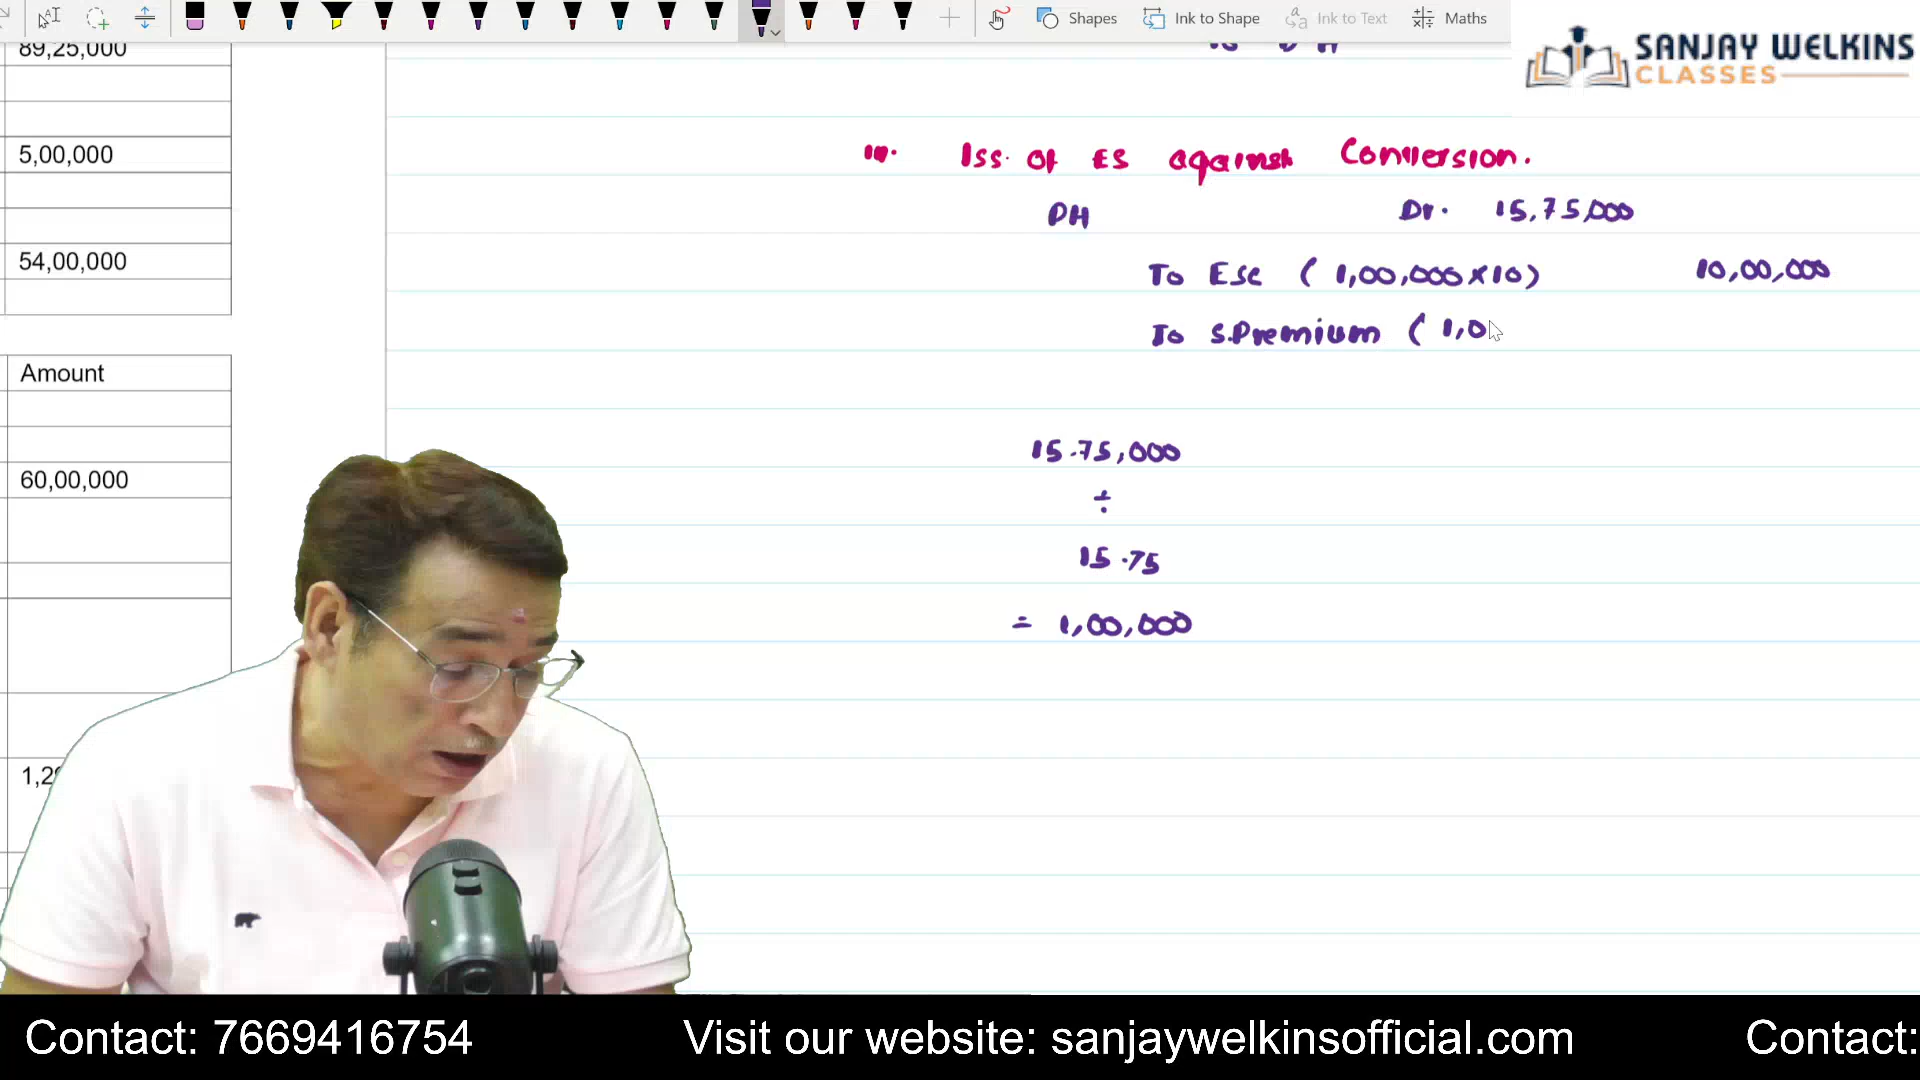 Shapes Ink to Shape Ink to Text Maths
SANJAY WELKINS
CLASSES
89,25,000
5,00,000
54,00,000
Amount
60,00,000
Iss. Of ES against Conversion.
DH Dr. 15,75,000
To Esc ( 1,00,000×10) 10,00,000
To S.Premium ( 1,0
15.75,000
÷
15.75
= 1,00,000
Contact: 7669416754 Visit our website: sanjaywelkinsofficial.com Contact: